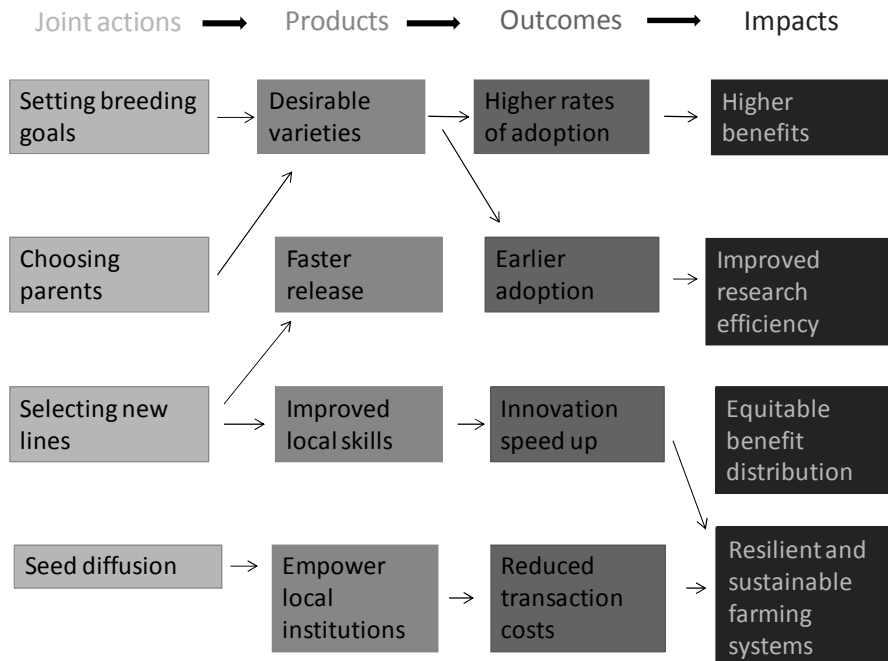 Joint actions
Products
Outcomes
Impacts
Setting breeding
goals
Desirable
varieties
Higher rates
of adoption
Higher
benefits
Choosing
parents
Faster
release
Earlier
adoption
Improved
research
efficiency
Selecting new
lines
Improved
local skills
Innovation
speed up
Equitable
benefit
distribution
Seed diffusion
Empower
local
institutions
Reduced
transaction
costs
Resilient and
sustainable
farming
systems